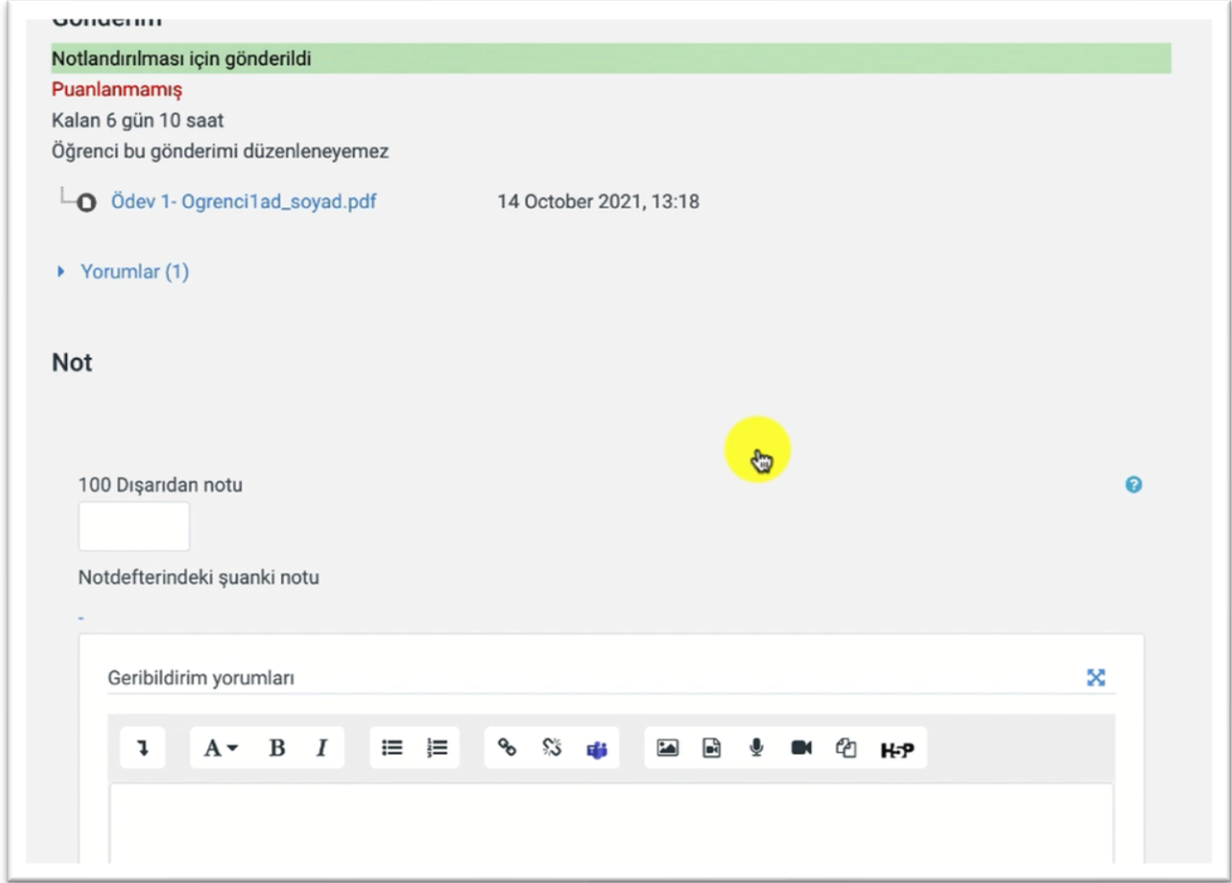 Gönderim
Notlandırılması için gönderildi
Puanlanmamış
Kalan 6 gün 10 saat
Öğrenci bu gönderimi düzenleneyemez
Ödev 1- Ogrenci1ad_soyad.pdf 14 October 2021, 13:18
Yorumlar (1)
Not
100 Dışarıdan notu
Notdefterindeki şuanki notu
-
Geribildirim yorumları
A B I H5P